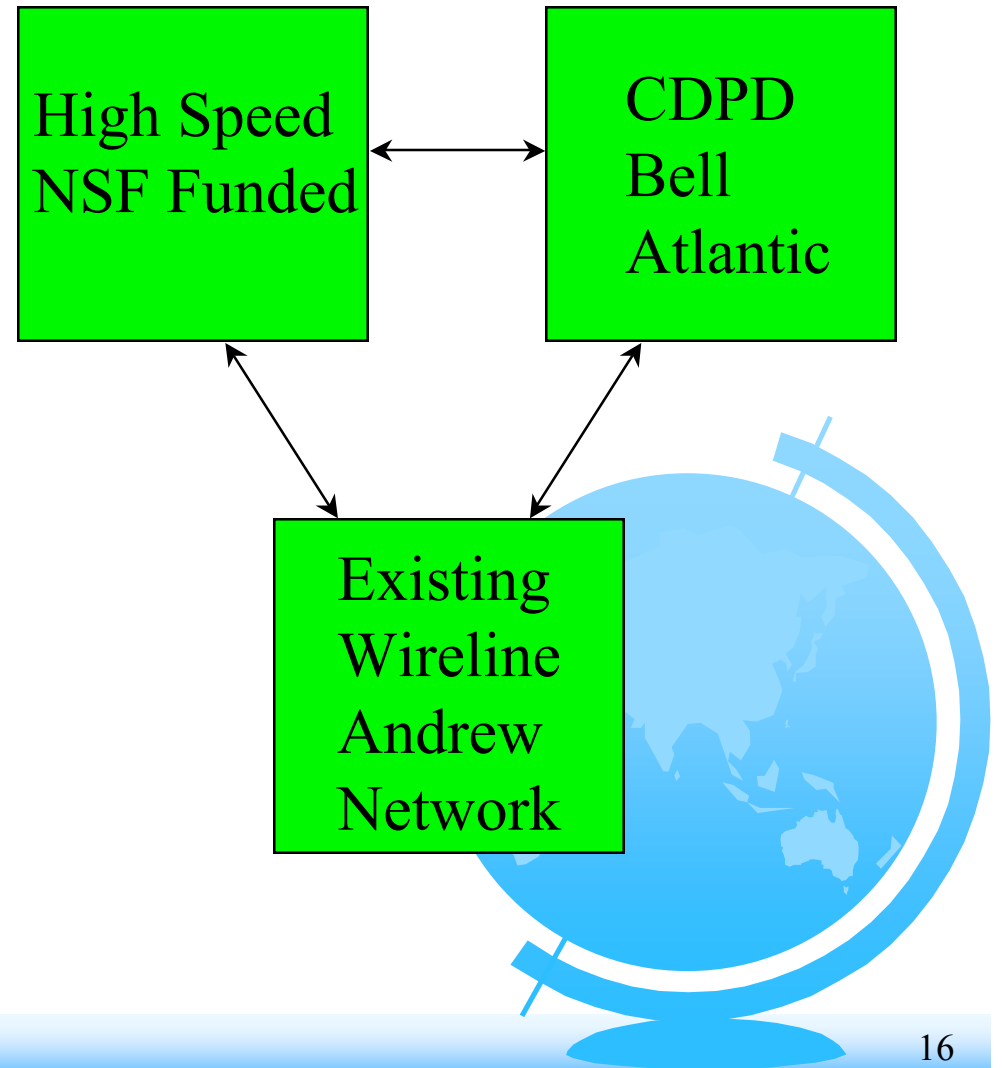 High Speed
NSF Funded
CDPD
Bell
Atlantic
Existing
Wireline
Andrew
Network
16